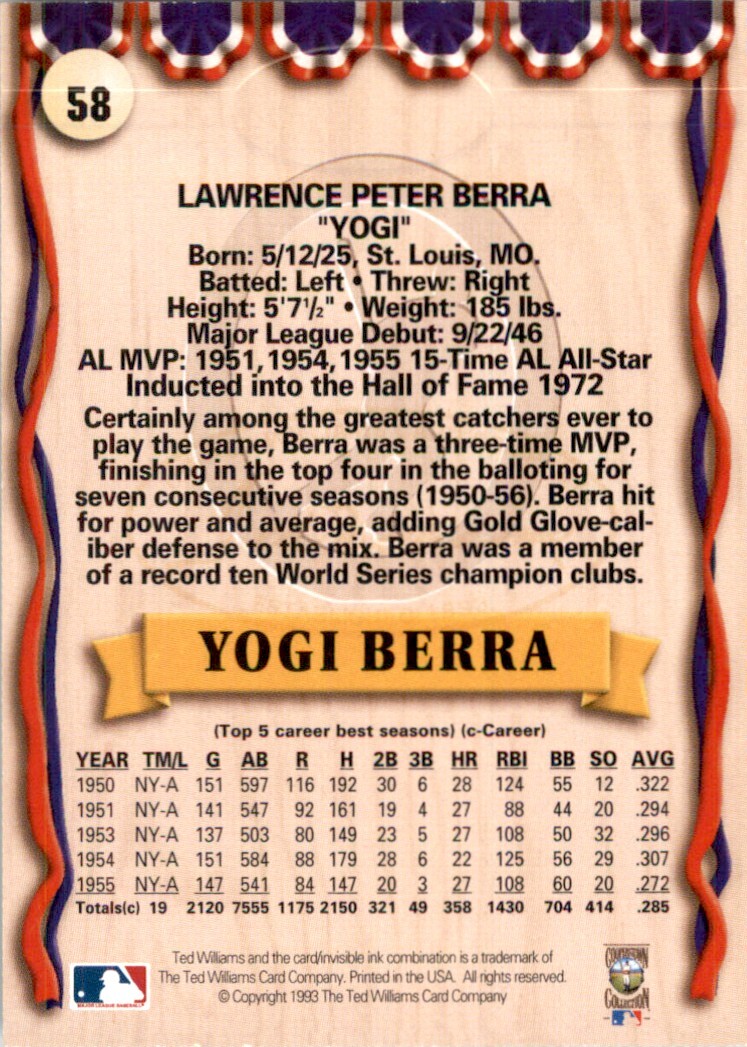 58
LAWRENCE PETER BERRA
"YOGI"
Born: 5/12/25, St. Louis, MO.
Batted: Left • Threw: Right
Height: 5'7½" • Weight: 185 lbs.
Major League Debut: 9/22/46
AL MVP: 1951, 1954, 1955 15-Time AL All-Star
Inducted into the Hall of Fame 1972
Certainly among the greatest catchers ever to
play the game, Berra was a three-time MVP,
finishing in the top four in the balloting for
seven consecutive seasons (1950-56). Berra hit
for power and average, adding Gold Glove-cal-
iber defense to the mix. Berra was a member
of a record ten World Series champion clubs.
YOGI BERRA
(Top 5 career best seasons) (c-Career)
YEAR TM/L G AB R H 2B 3B HR RBI BB SO AVG
1950 NY-A 151 597 116 192 30 6 28 124 55 12 .322
1951 NY-A 141 547 92 161 19 4 27 88 44 20 .294
1953 NY-A 137 503 80 149 23 5 27 108 50 32 .296
1954 NY-A 151 584 88 179 28 6 22 125 56 29 .307
1955 NY-A 147 541 84 147 20 3 27 108 60 20 .272
Totals(c) 19 2120 7555 1175 2150 321 49 358 1430 704 414 .285
Ted Williams and the card/invisible ink combination is a trademark of
The Ted Williams Card Company. Printed in the USA. All rights reserved.
© Copyright 1993 The Ted Williams Card Company
MAJOR LEAGUE BASEBALL
COOPERSTOWN
COLLECTION